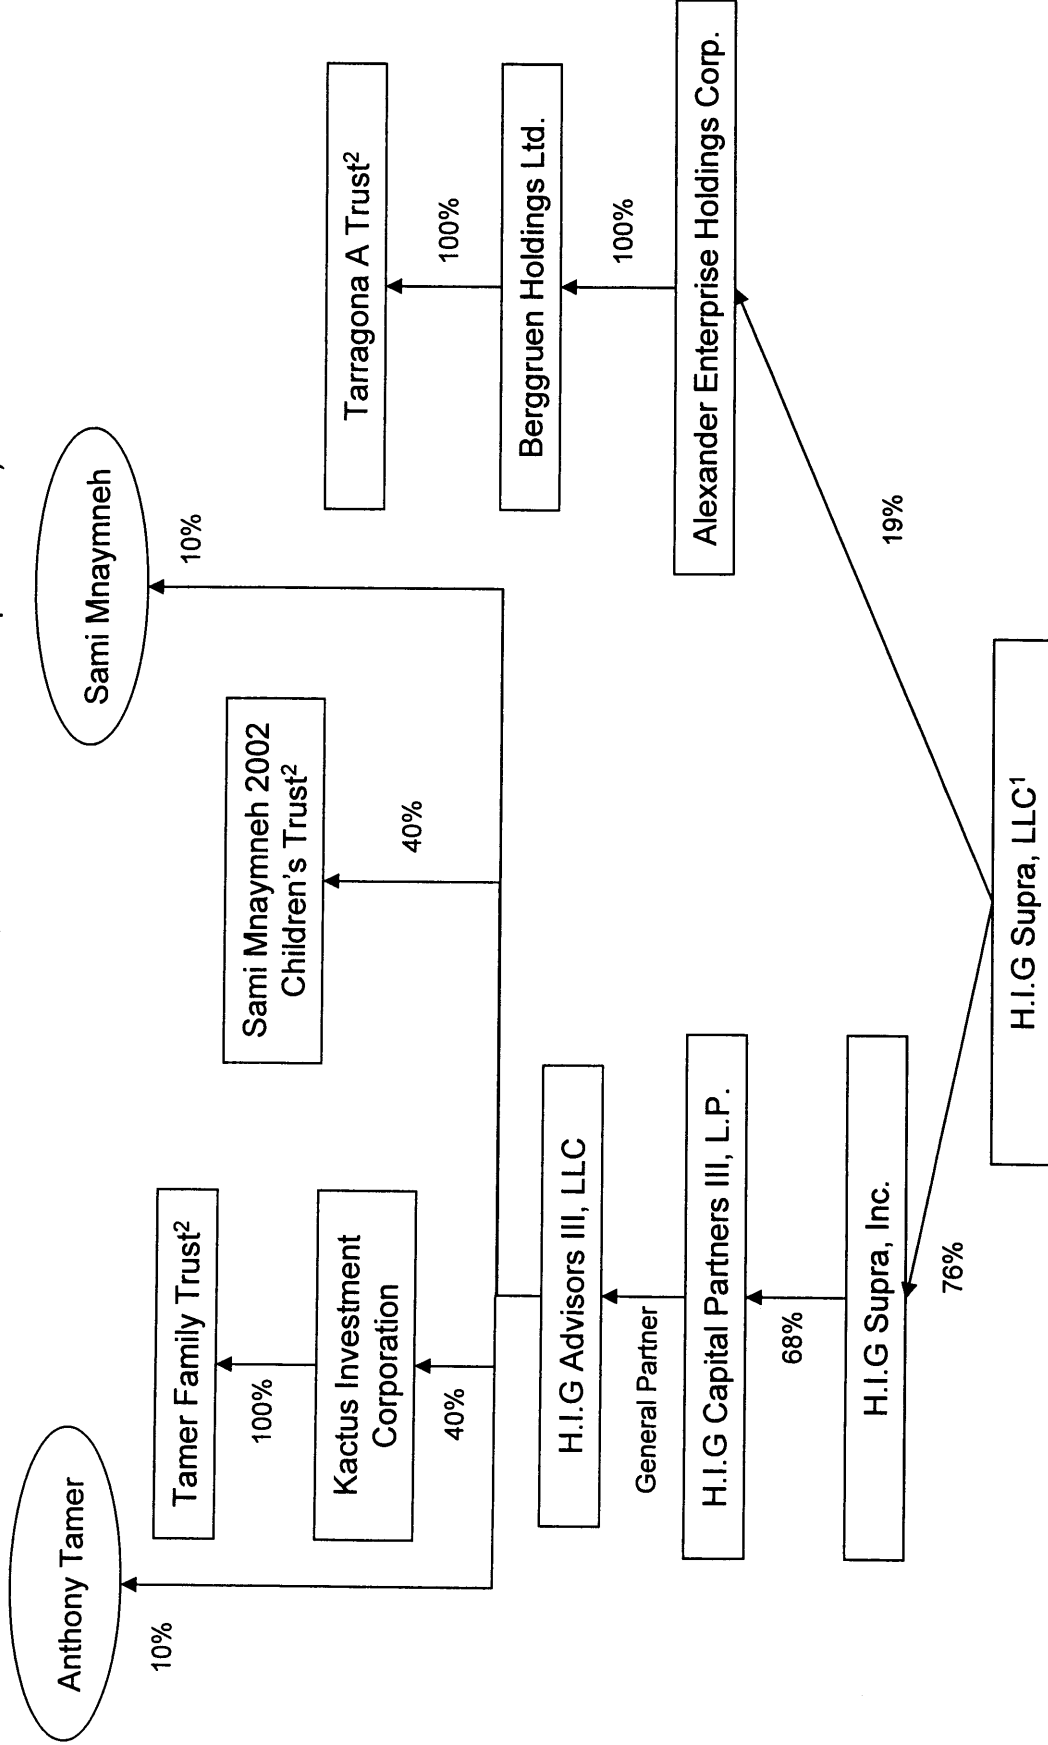 Anthony Tamer
10%
Sami Mnaymneh
10%
Tamer Family Trust2
100%
Kactus Investment
Corporation
40%
Sami Mnaymneh 2002
Children's Trust2
40%
Tarragona A Trust2
100%
Berggruen Holdings Ltd.
100%
Alexander Enterprise Holdings Corp.
H.I.G Advisors III, LLC
General Partner
H.I.G Capital Partners III, L.P.
68%
H.I.G Supra, Inc.
76%
19%
H.I.G Supra, LLC1